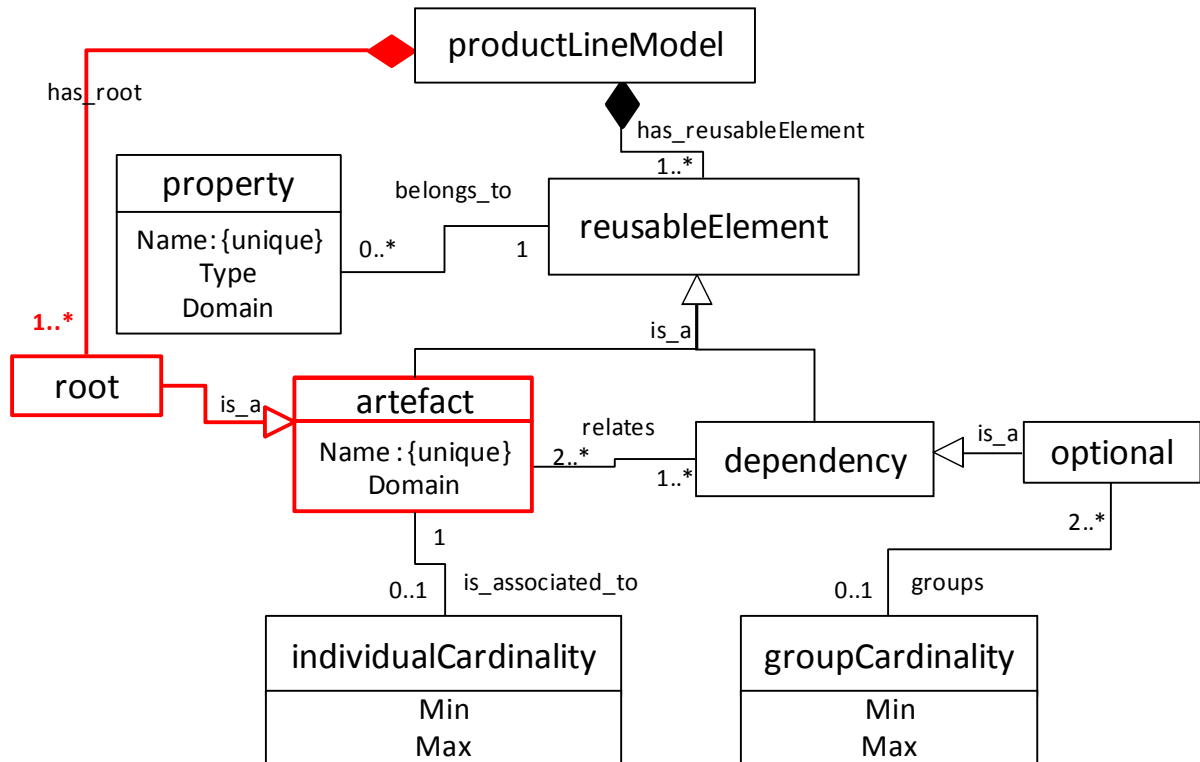 productLineModel
has_root
has_reusableElement
1..*
property
Name: {unique}
Type
Domain
belongs_to
0..*
1
reusableElement
is_a
1..*
root
is_a
artefact
Name : {unique}
Domain
relates
2..*
1..*
dependency
is_a
optional
1
0..1
is_associated_to
2..*
0..1
groups
individualCardinality
Min
Max
groupCardinality
Min
Max